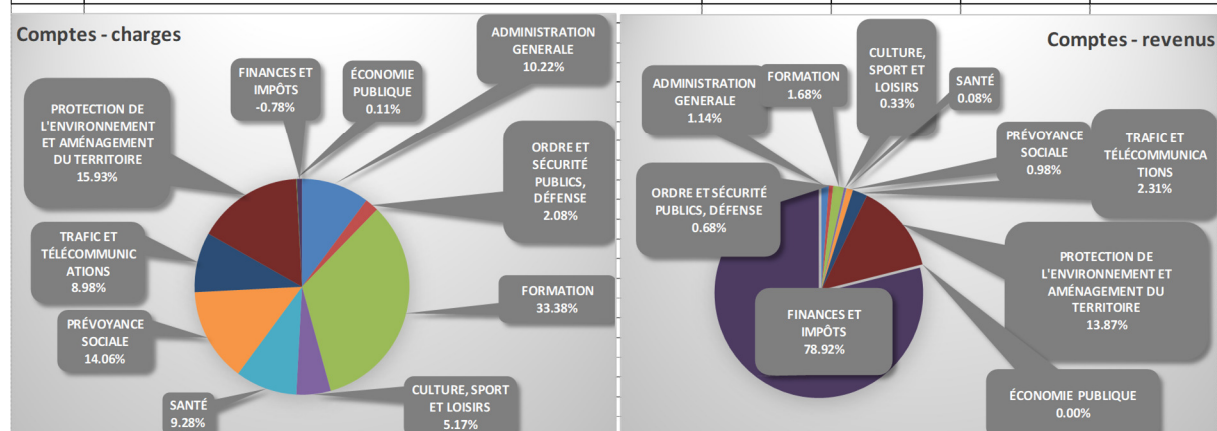 Comptes - charges
ADMINISTRATION
GENERALE
10.22%
FINANCES ET
IMPÔTS
-0.78%
ÉCONOMIE
PUBLIQUE
0.11%
PROTECTION DE
L'ENVIRONNEMENT
ET AMÉNAGEMENT
DU TERRITOIRE
15.93%
ORDRE ET
SÉCURITÉ
PUBLICS,
DÉFENSE
2.08%
TRAFIC ET
TÉLÉCOMMUNIC
ATIONS
8.98%
FORMATION
33.38%
PRÉVOYANCE
SOCIALE
14.06%
SANTÉ
9.28%
CULTURE, SPORT
ET LOISIRS
5.17%
Comptes - revenus
ADMINISTRATION
GENERALE
1.14%
FORMATION
1.68%
CULTURE,
SPORT ET
LOISIRS
0.33%
SANTÉ
0.08%
PRÉVOYANCE
SOCIALE
0.98%
TRAFIC ET
TÉLÉCOMMUNICA
TIONS
2.31%
ORDRE ET SÉCURITÉ
PUBLICS, DÉFENSE
0.68%
PROTECTION DE
L'ENVIRONNEMENT ET
AMÉNAGEMENT DU
TERRITOIRE
13.87%
FINANCES ET
IMPÔTS
78.92%
ÉCONOMIE PUBLIQUE
0.00%